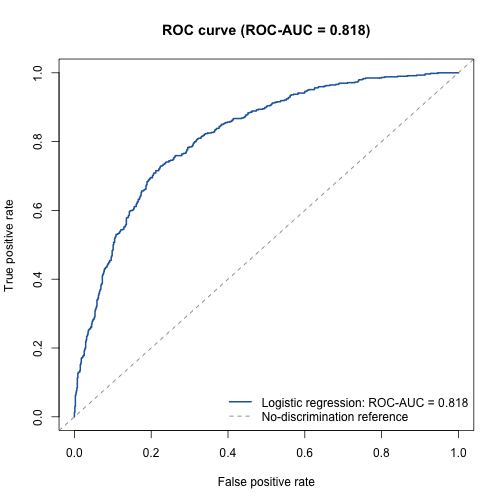 ROC curve (ROC-AUC = 0.818)
True positive rate
1.0
0.8
0.6
0.4
0.2
0.0
Logistic regression: ROC-AUC = 0.818
No-discrimination reference
0.0 0.2 0.4 0.6 0.8 1.0
False positive rate